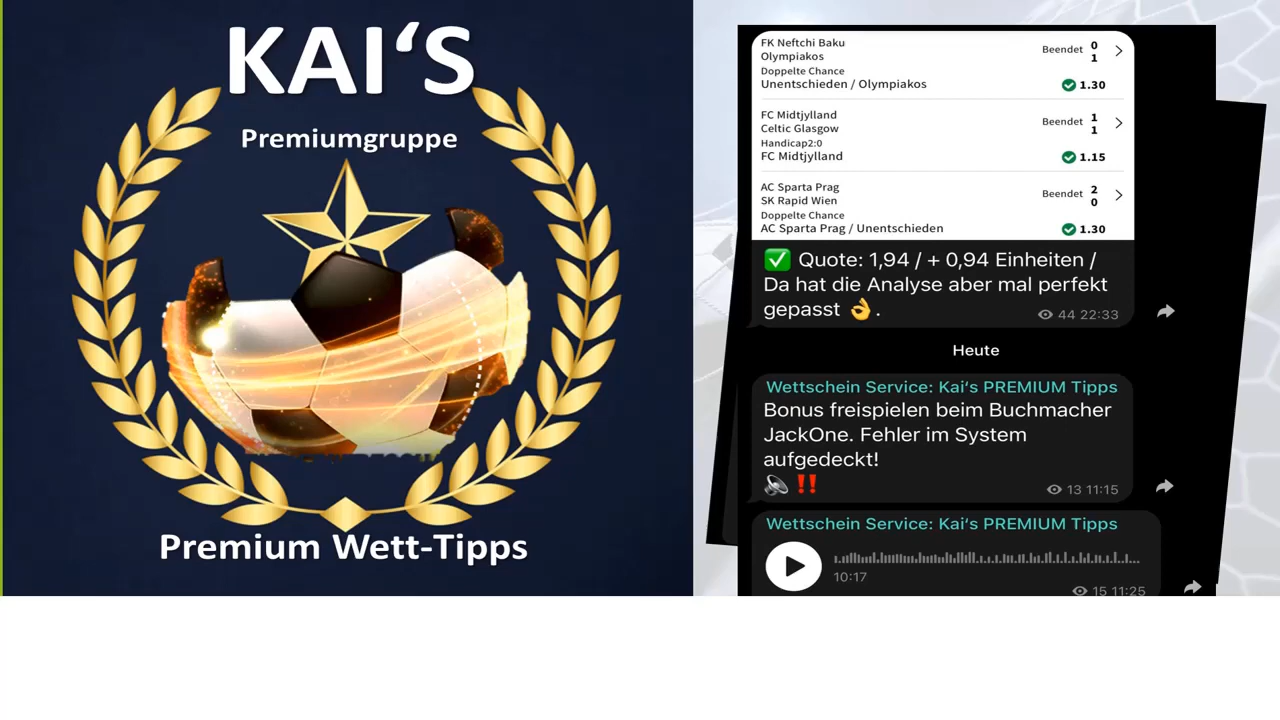 KAI‘S
Premiumgruppe
Premium Wett-Tipps
FK Neftchi Baku
Olympiakos
Beendet
0
1
Doppelte Chance
Unentschieden / Olympiakos
1.30
FC Midtjylland
Celtic Glasgow
Beendet
1
1
Handicap2:0
FC Midtjylland
1.15
AC Sparta Prag
SK Rapid Wien
Beendet
2
0
Doppelte Chance
AC Sparta Prag / Unentschieden
1.30
✅ Quote: 1,94 / + 0,94 Einheiten /
Da hat die Analyse aber mal perfekt
gepasst 👌.
44 22:33
Heute
Wettschein Service: Kai‘s PREMIUM Tipps
Bonus freispielen beim Buchmacher
JackOne. Fehler im System
aufgedeckt!
🔊 ‼️
13 11:15
Wettschein Service: Kai‘s PREMIUM Tipps
10:17
15 11:25